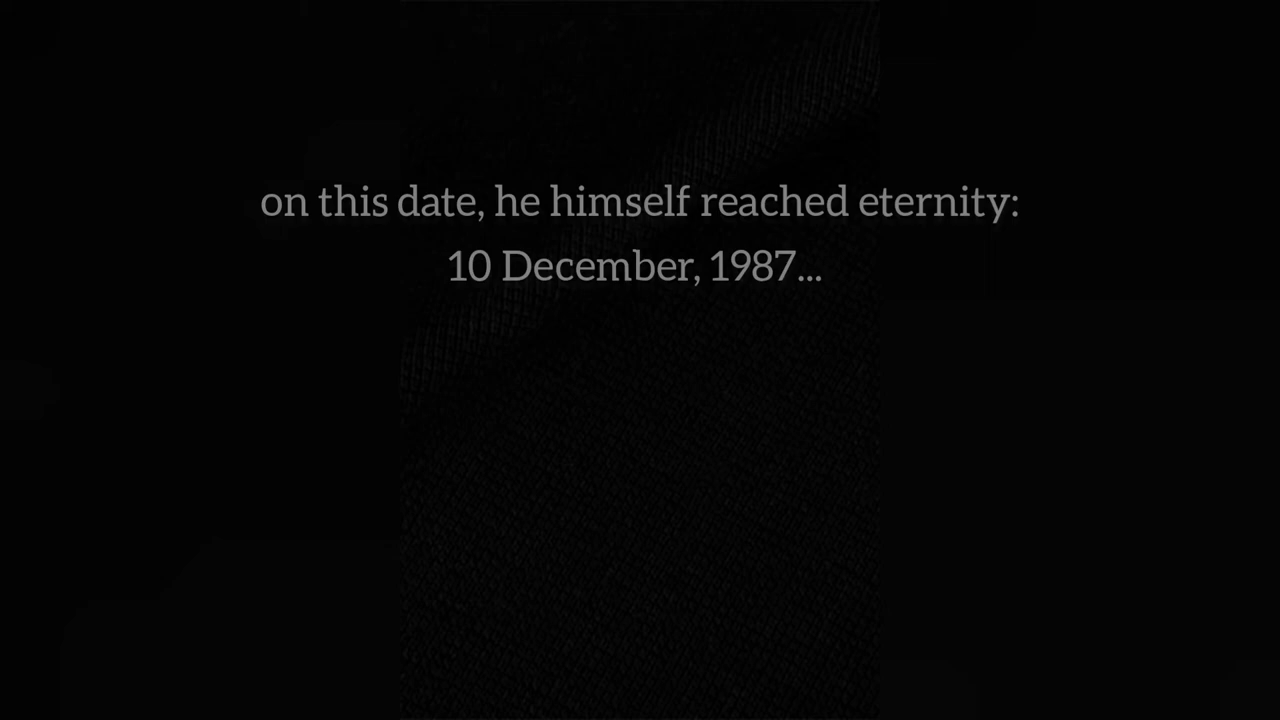 on this date, he himself reached eternity:
10 December, 1987...